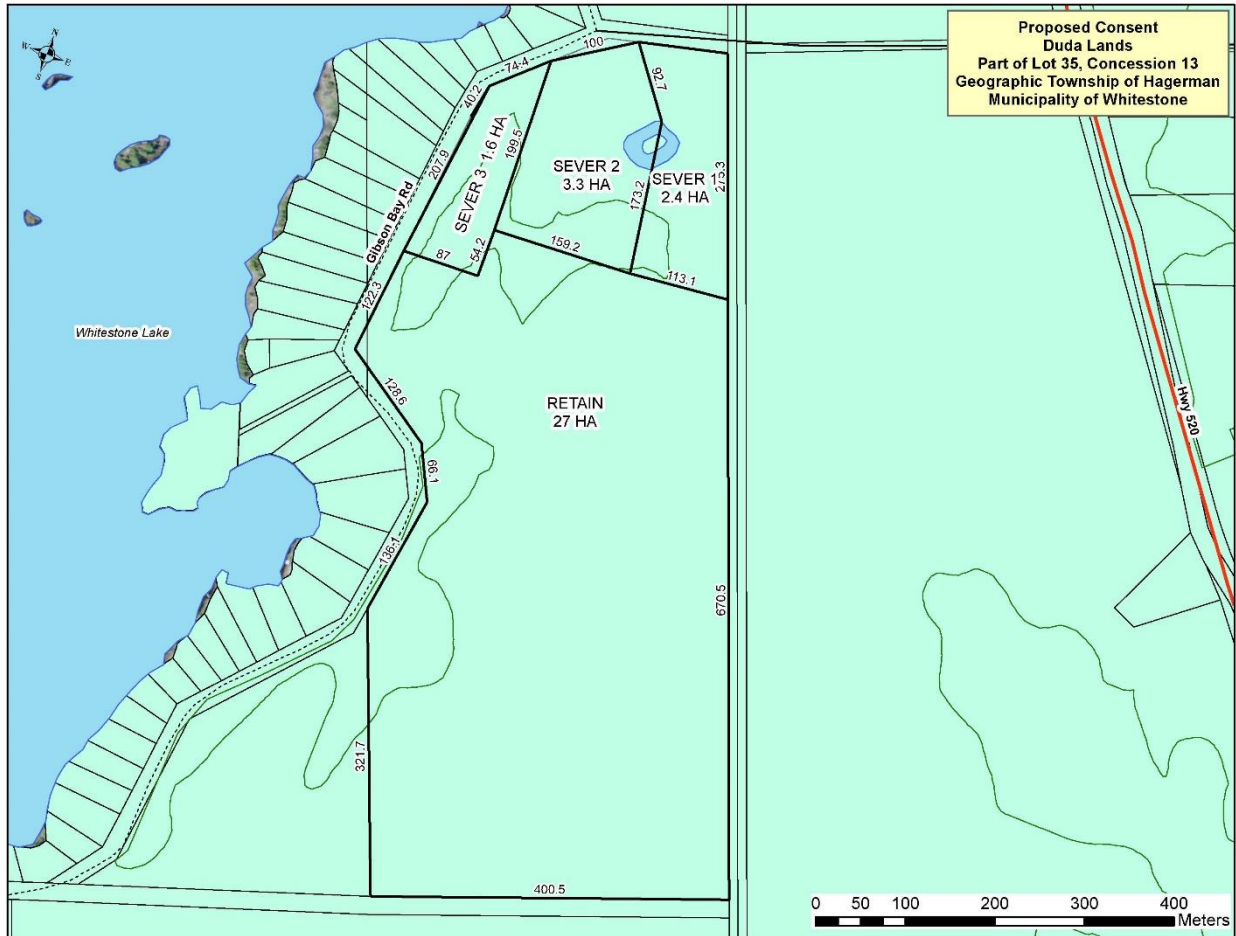 Proposed Consent
Duda Lands
Part of Lot 35, Concession 13
Geographic Township of Hagerman
Municipality of Whitestone
N
W
E
S
100
74.4
40.2
92.7
207.9
SEVER 3 1.6 HA
199.5
SEVER 2
3.3 HA
SEVER 1
2.4 HA
275.3
173.2
Gibson Bay Rd
87
54.2
159.2
113.1
122.3
Whitestone Lake
128.6
RETAIN
27 HA
Hwy 520
66.1
136.1
670.5
321.7
400.5
0 50 100 200 300 400
Meters